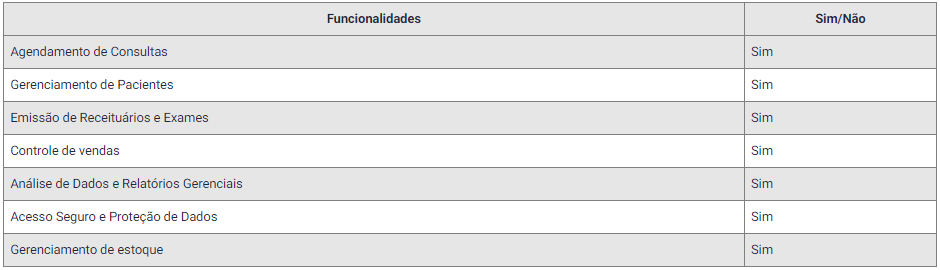 Funcionalidades Sim/Não
Agendamento de Consultas Sim
Gerenciamento de Pacientes Sim
Emissão de Receituários e Exames Sim
Controle de vendas Sim
Análise de Dados e Relatórios Gerenciais Sim
Acesso Seguro e Proteção de Dados Sim
Gerenciamento de estoque Sim